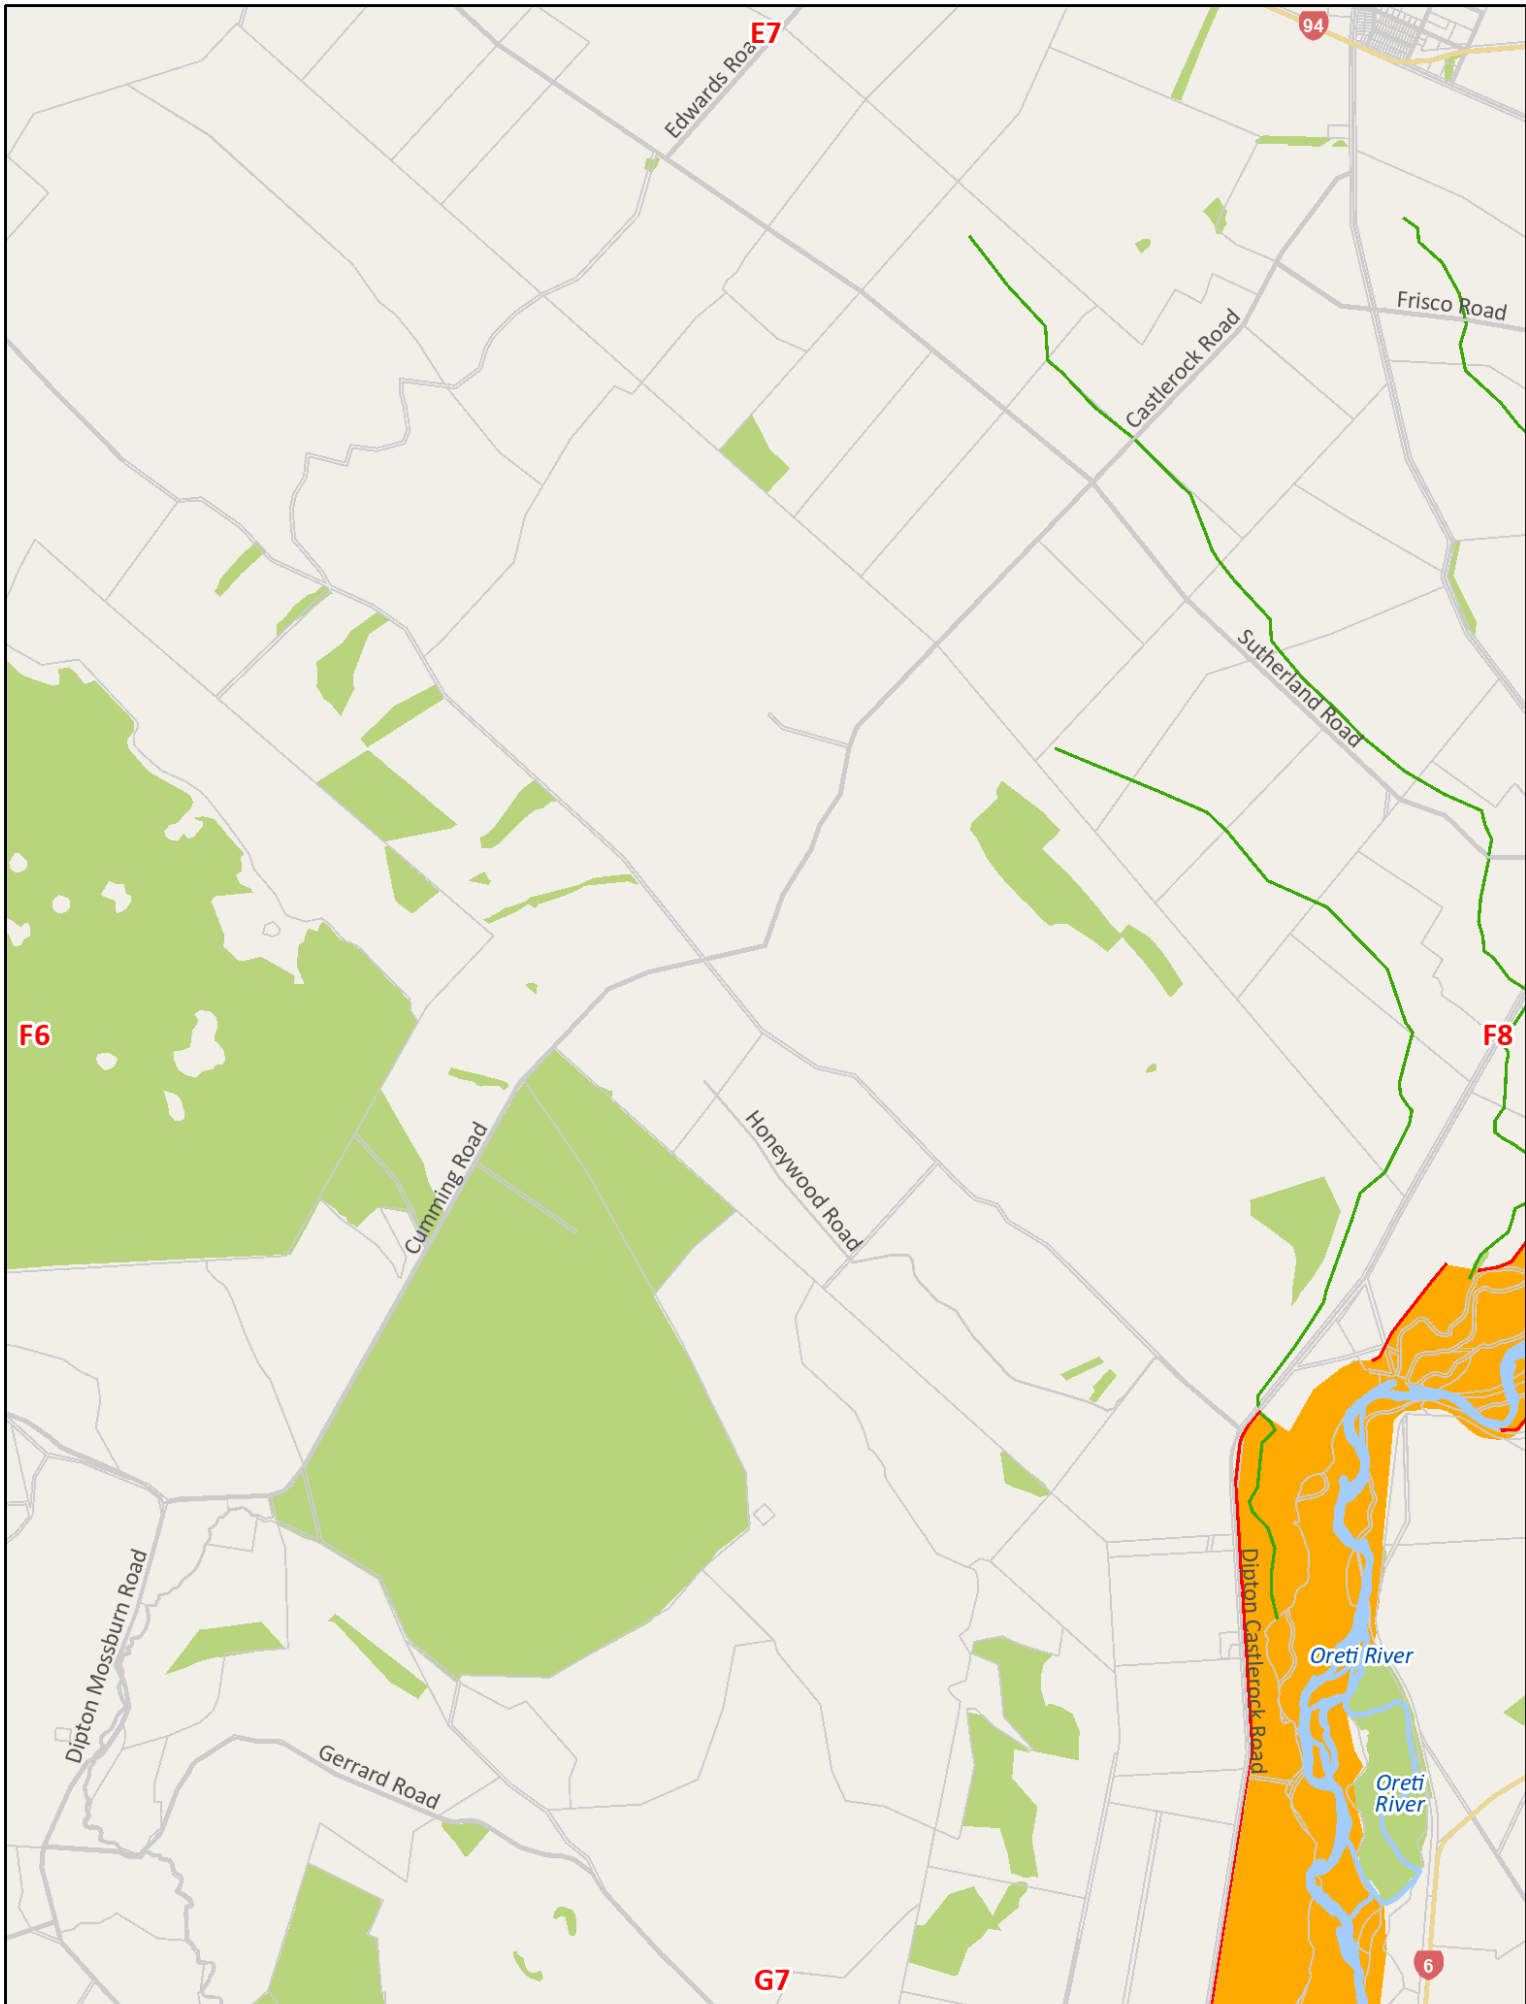 E7
94
Edwards Road
Frisco Road
Castlerock Road
Sutherland Road
F6
F8
Honeywood Road
Cumming Road
Dipton Mossburn Road
Dipton Castlerock Road
Oreti River
Gerrard Road
Oreti
River
6
G7